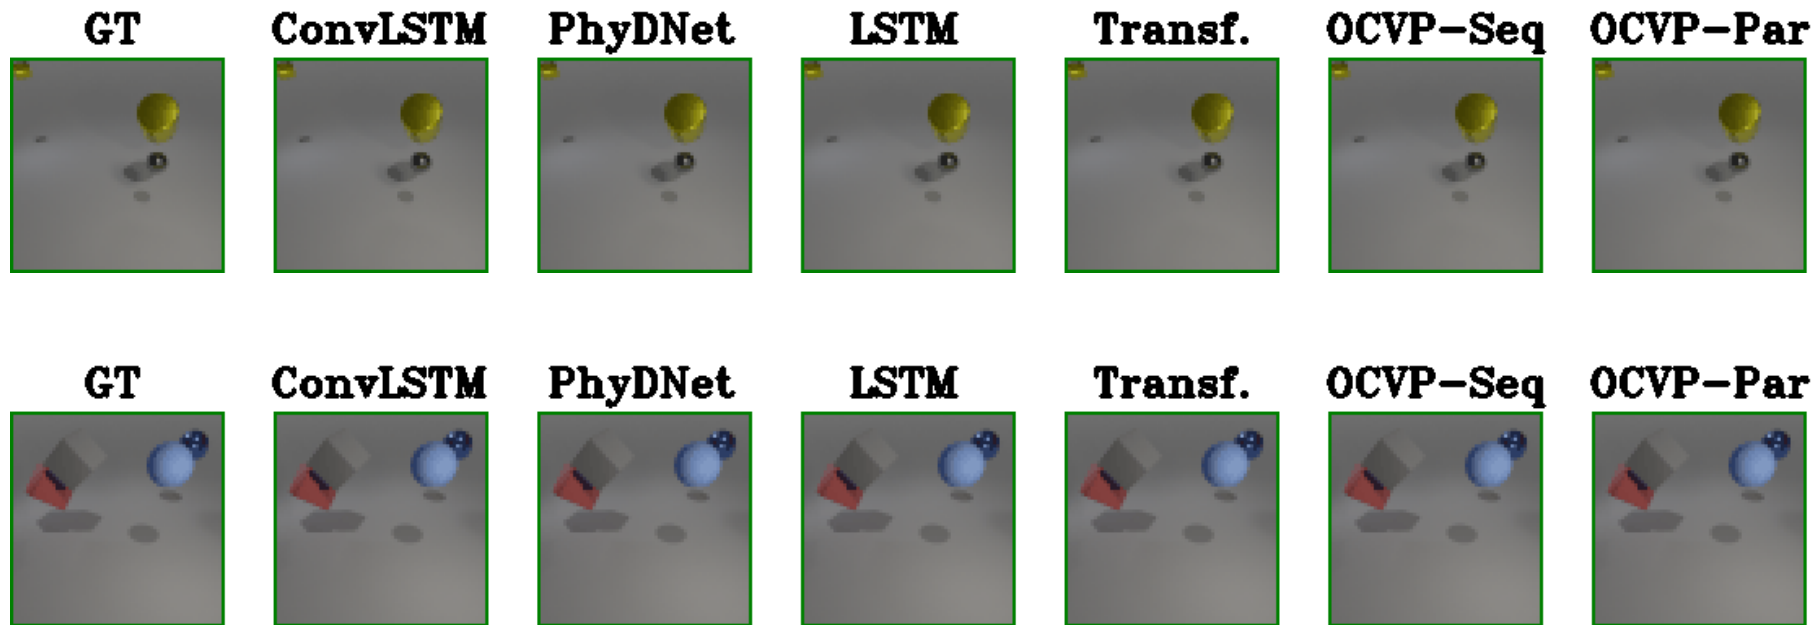 GT ConvLSTM PhyDNet LSTM Transf. OCVP-Seq OCVP-Par
GT ConvLSTM PhyDNet LSTM Transf. OCVP-Seq OCVP-Par